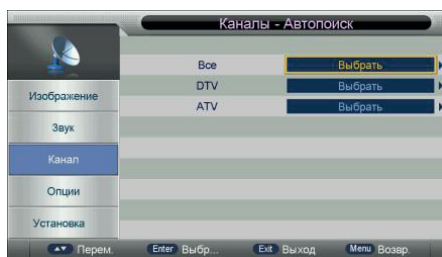 Каналы - Автопоиск
Все Выбрать
DTV Выбрать
ATV Выбрать
Изображение
Звук
Канал
Опции
Установка
Перем. Enter Выбр... Exit Выход Menu Возвр.